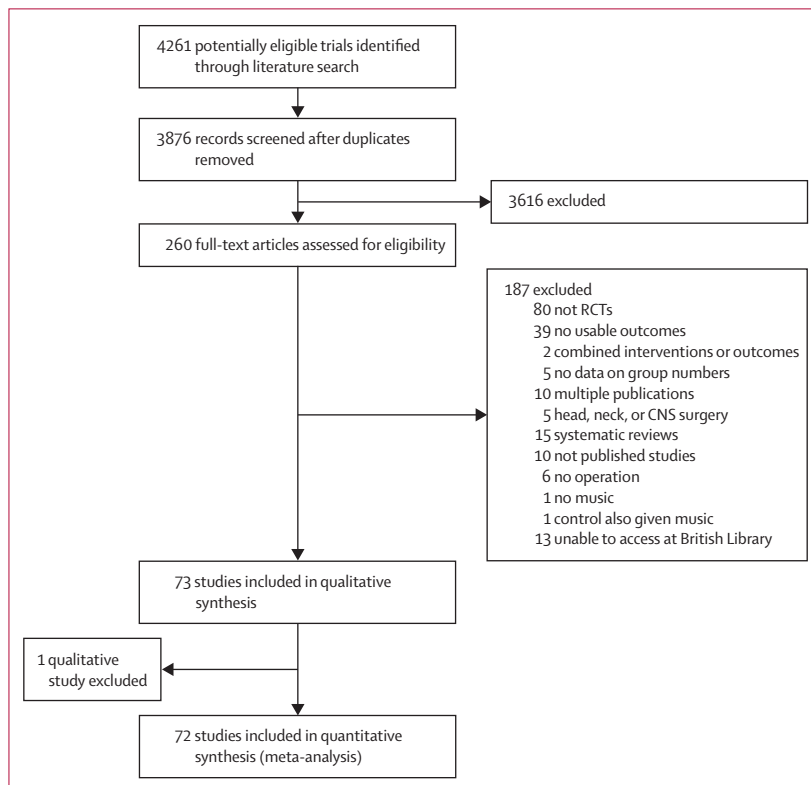 4261 potentially eligible trials identified
through literature search
3876 records screened after duplicates
removed
3616 excluded
260 full-text articles assessed for eligibility
187 excluded
80 not RCTs
39 no usable outcomes
2 combined interventions or outcomes
5 no data on group numbers
10 multiple publications
5 head, neck, or CNS surgery
15 systematic reviews
10 not published studies
6 no operation
1 no music
1 control also given music
13 unable to access at British Library
73 studies included in qualitative
synthesis
1 qualitative
study excluded
72 studies included in quantitative
synthesis (meta-analysis)